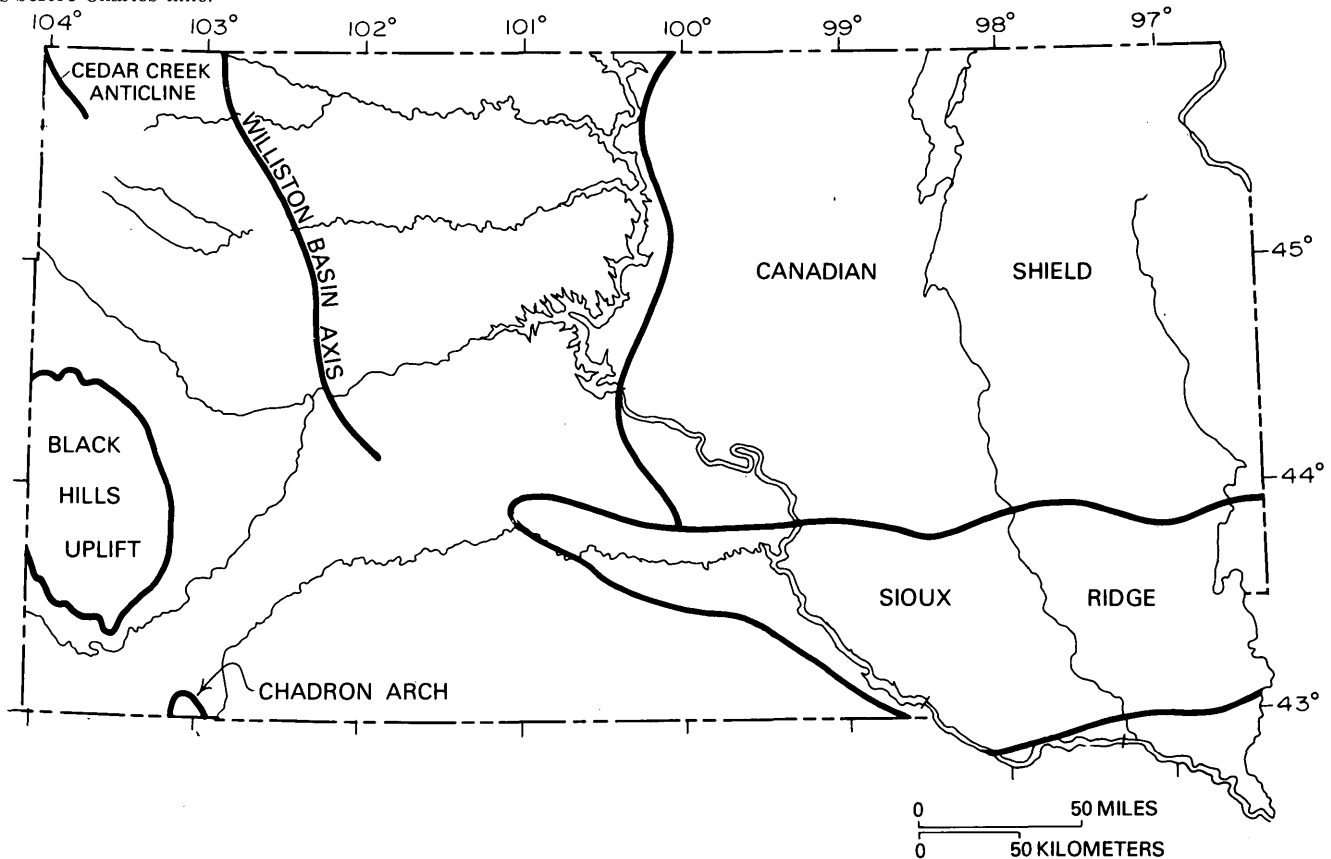 104°
103°
102°
101°
100°
99°
98°
97°
CEDAR CREEK
ANTICLINE
WILLISTON BASIN AXIS
45°
CANADIAN SHIELD
BLACK
HILLS
UPLIFT
44°
SIOUX RIDGE
CHADRON ARCH
43°
0 50 MILES
0 50 KILOMETERS